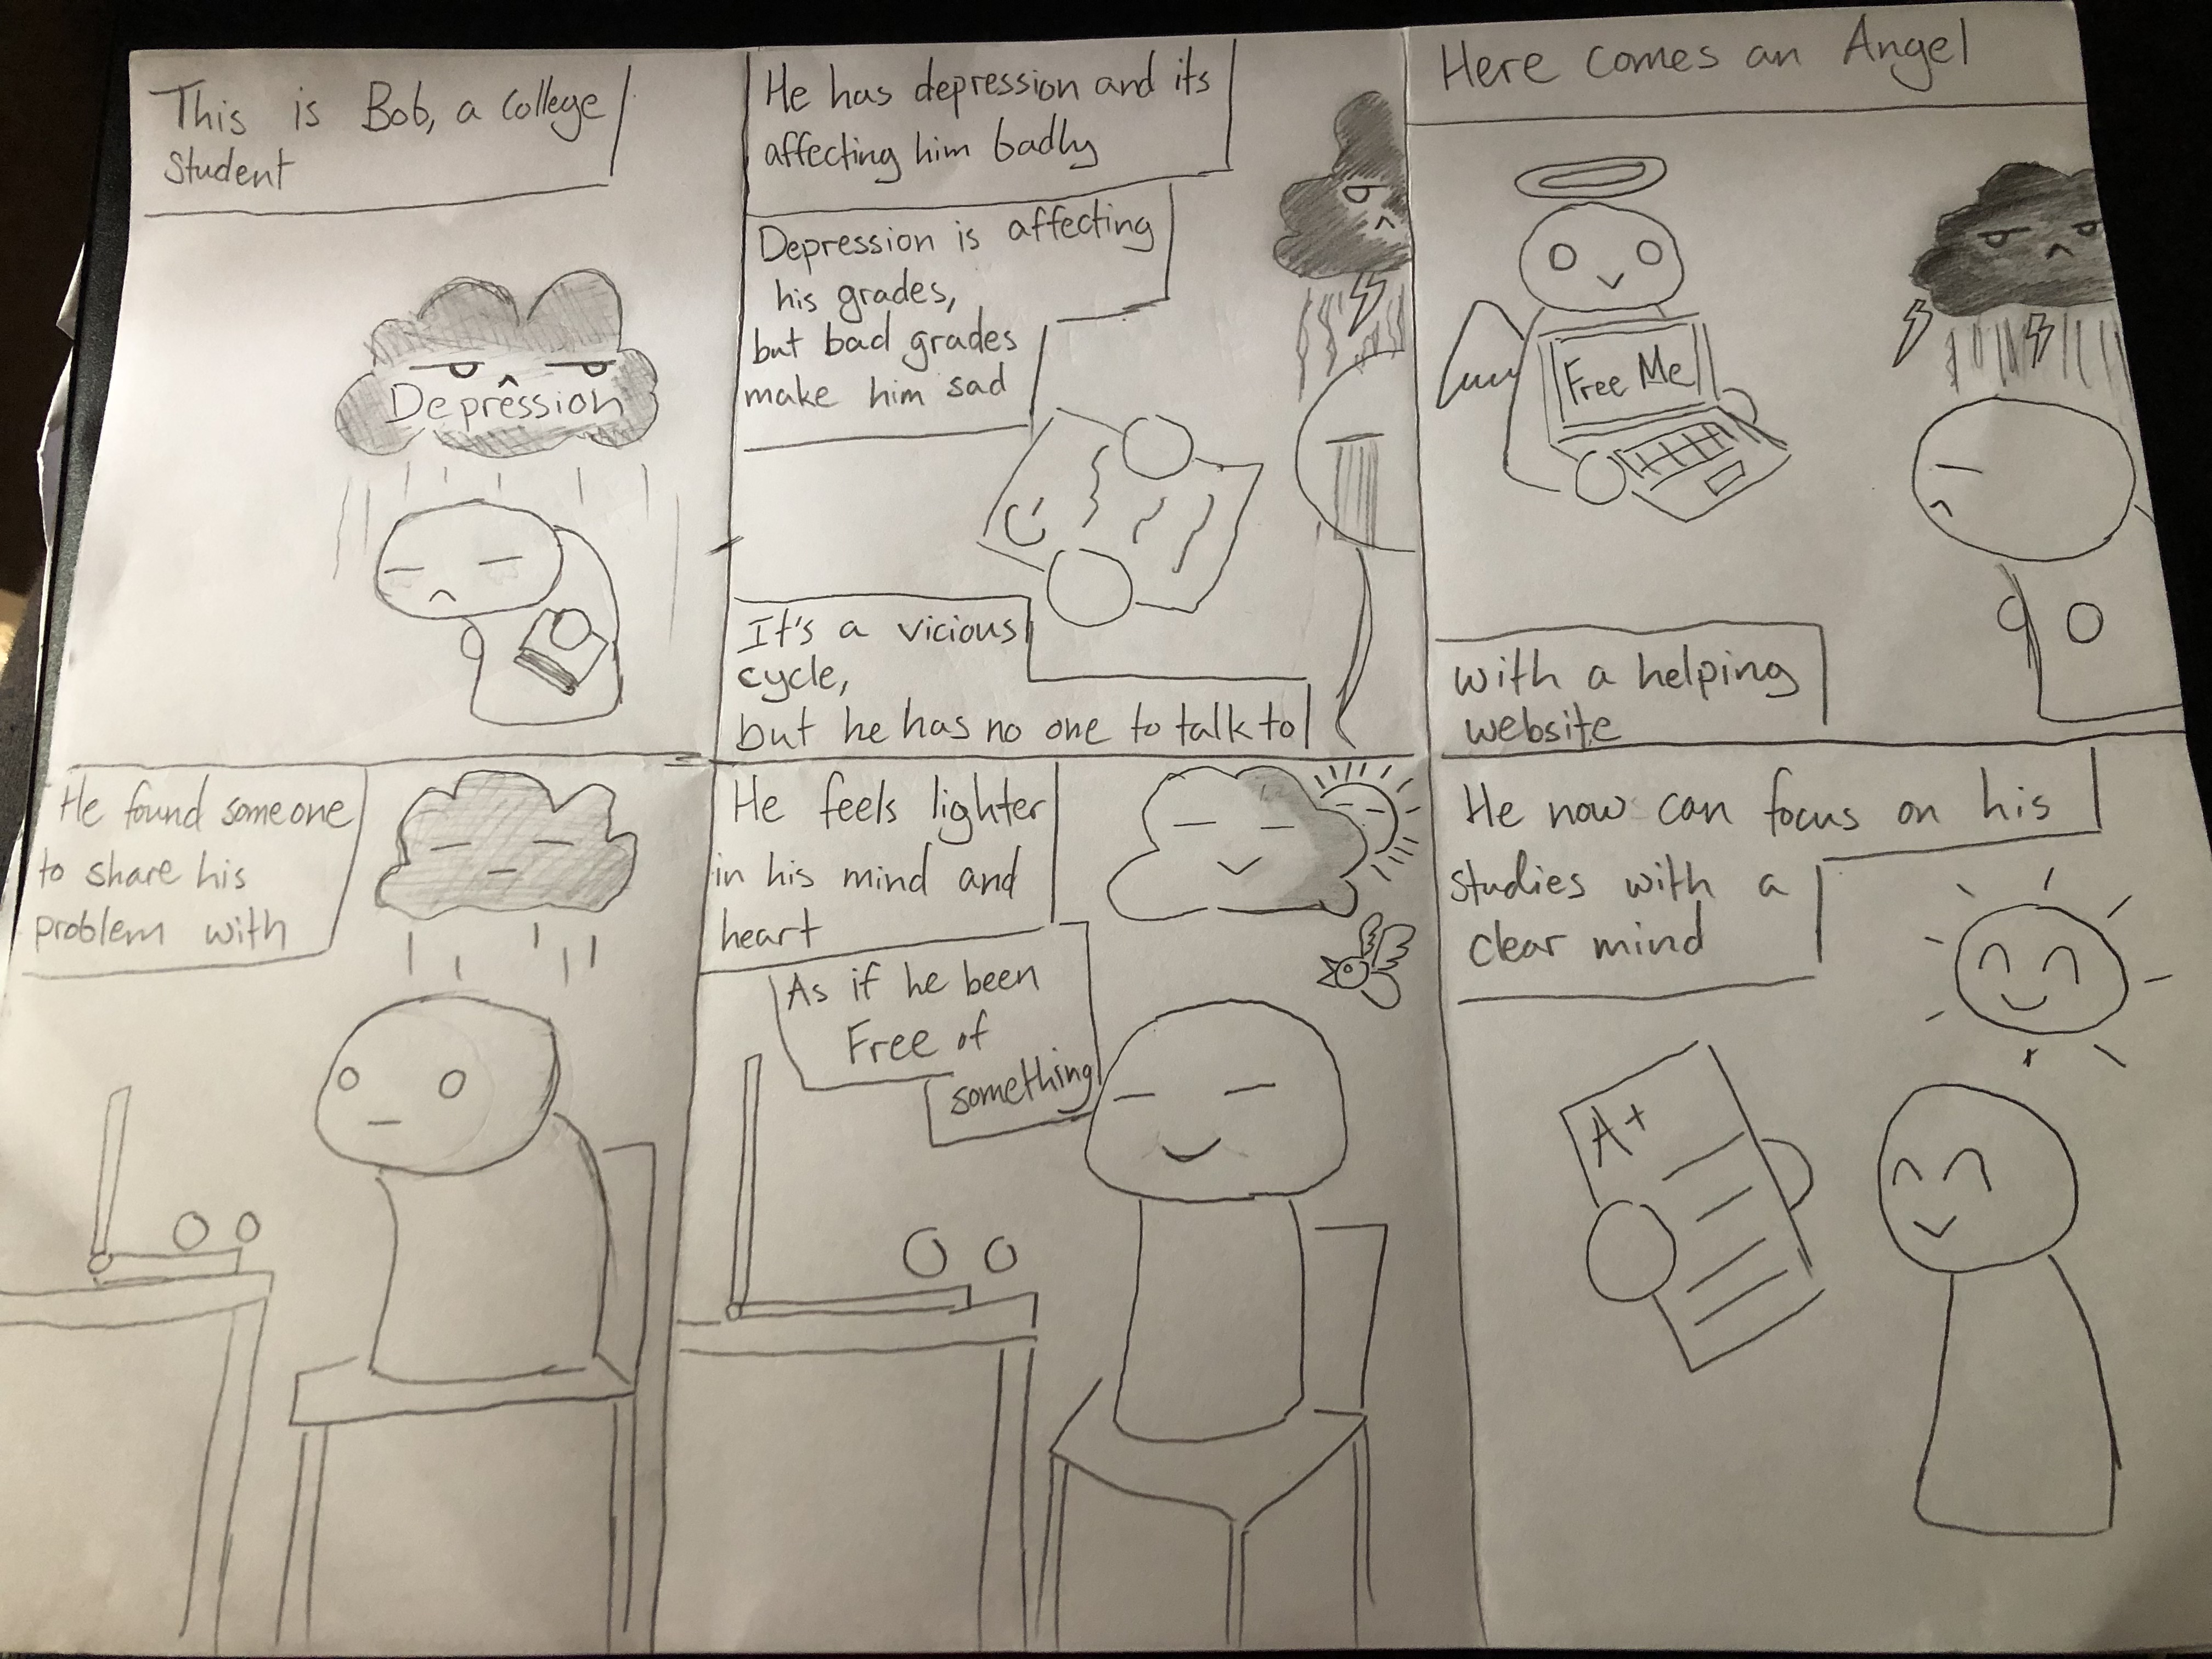 This is Bob, a college
student
Depression
He has depression and its
affecting him badly
Depression is affecting
his grades,
but bad grades
make him sad
C
It's a vicious
cycle,
but he has no one to talk to
Here comes an Angel
Free Me
with a helping
website
He found someone
to share his
problem with
He feels lighter
in his mind and
heart
As if he been
Free of
something
He now can focus on his
studies with a
clear mind
A+